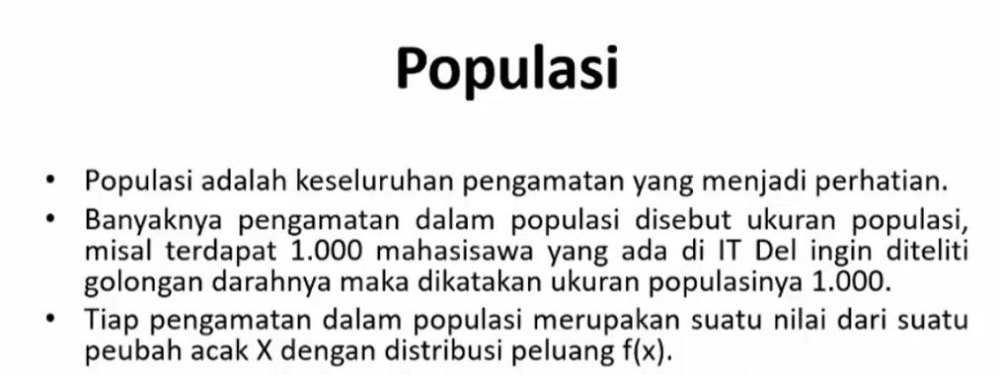 Populasi
• Populasi adalah keseluruhan pengamatan yang menjadi perhatian.
• Banyaknya pengamatan dalam populasi disebut ukuran populasi,
misal terdapat 1.000 mahasisawa yang ada di IT Del ingin diteliti
golongan darahnya maka dikatakan ukuran populasinya 1.000.
• Tiap pengamatan dalam populasi merupakan suatu nilai dari suatu
peubah acak X dengan distribusi peluang f(x).